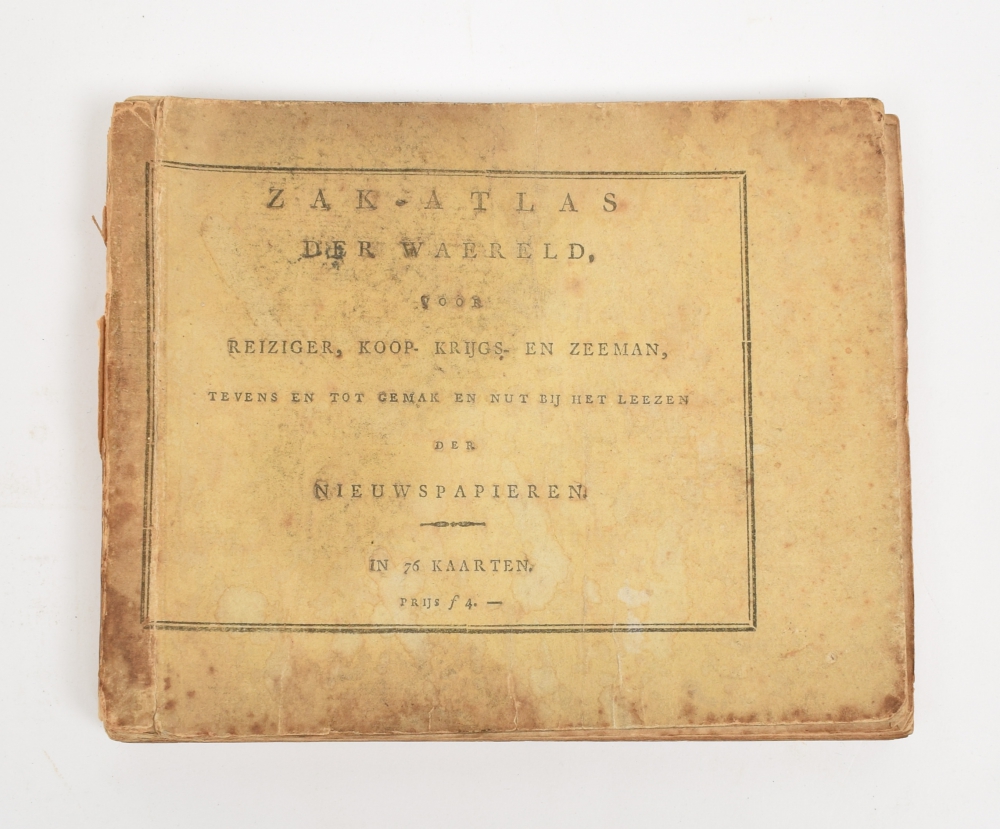 ZAK-ATLAS
DER WAERELD,
VOOR
REIZIGER, KOOP- KRIJGS- EN ZEEMAN,
TEVENS EN TOT GEMAK EN NUT BIJ HET LEEZEN
DER
NIEUWSPAPIEREN.
IN 76 KAARTEN.
PRIJS f 4. —